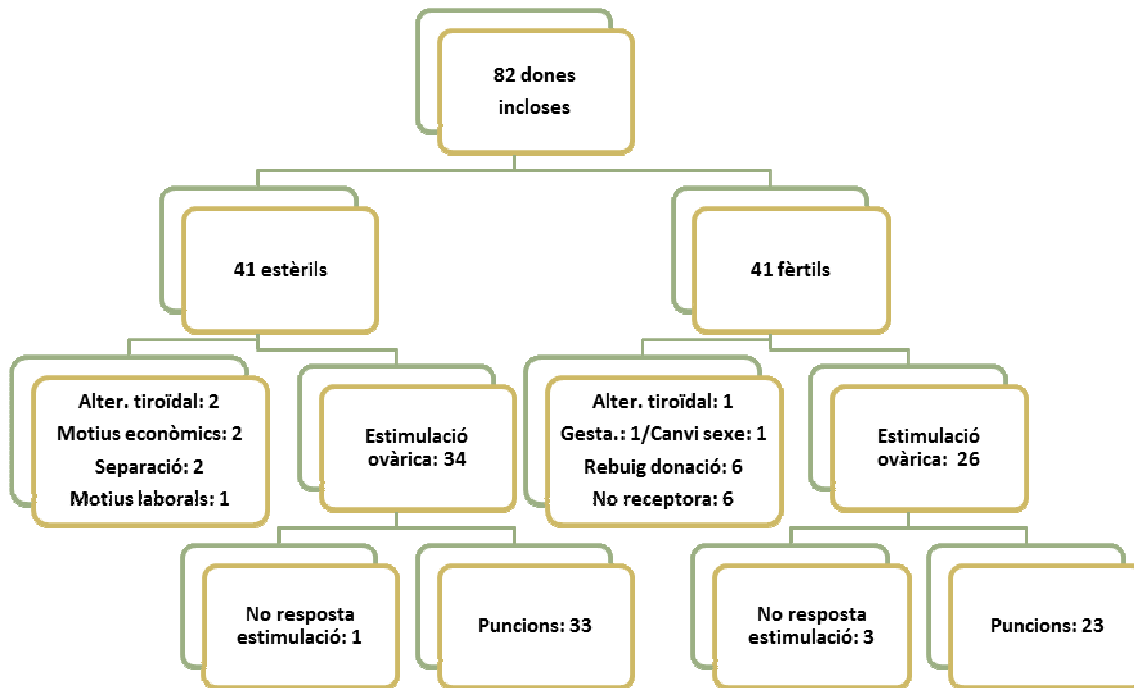 82 dones
incloses
41 estèrils
41 fèrtils
Alter. tiroïdal: 2
Motius econòmics: 2
Separació: 2
Motius laborals: 1
Estimulació
ovàrica: 34
Alter. tiroïdal: 1
Gesta.: 1/Canvi sexe: 1
Rebuig donació: 6
No receptora: 6
Estimulació
ovàrica: 26
No resposta
estimulació: 1
Puncions: 33
No resposta
estimulació: 3
Puncions: 23